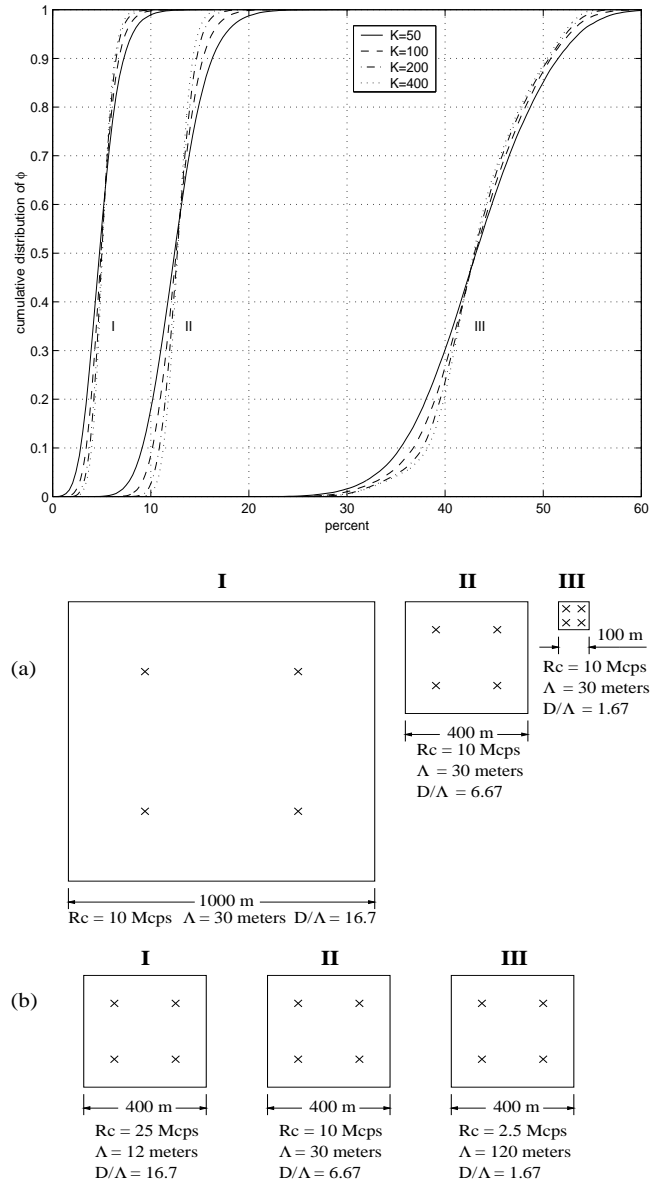 1
0.9
0.8
0.7
0.6
0.5
0.4
0.3
0.2
0.1
0
cumulative distribution of ϕ
K=50
K=100
K=200
K=400
I
II
III
0 10 20 30 40 50 60
percent
(a)
I
1000 m
Rc = 10 Mcps Λ = 30 meters D/Λ = 16.7
II
400 m
Rc = 10 Mcps
Λ = 30 meters
D/Λ = 6.67
III
100 m
Rc = 10 Mcps
Λ = 30 meters
D/Λ = 1.67
(b)
I
400 m
Rc = 25 Mcps
Λ = 12 meters
D/Λ = 16.7
II
400 m
Rc = 10 Mcps
Λ = 30 meters
D/Λ = 6.67
III
400 m
Rc = 2.5 Mcps
Λ = 120 meters
D/Λ = 1.67